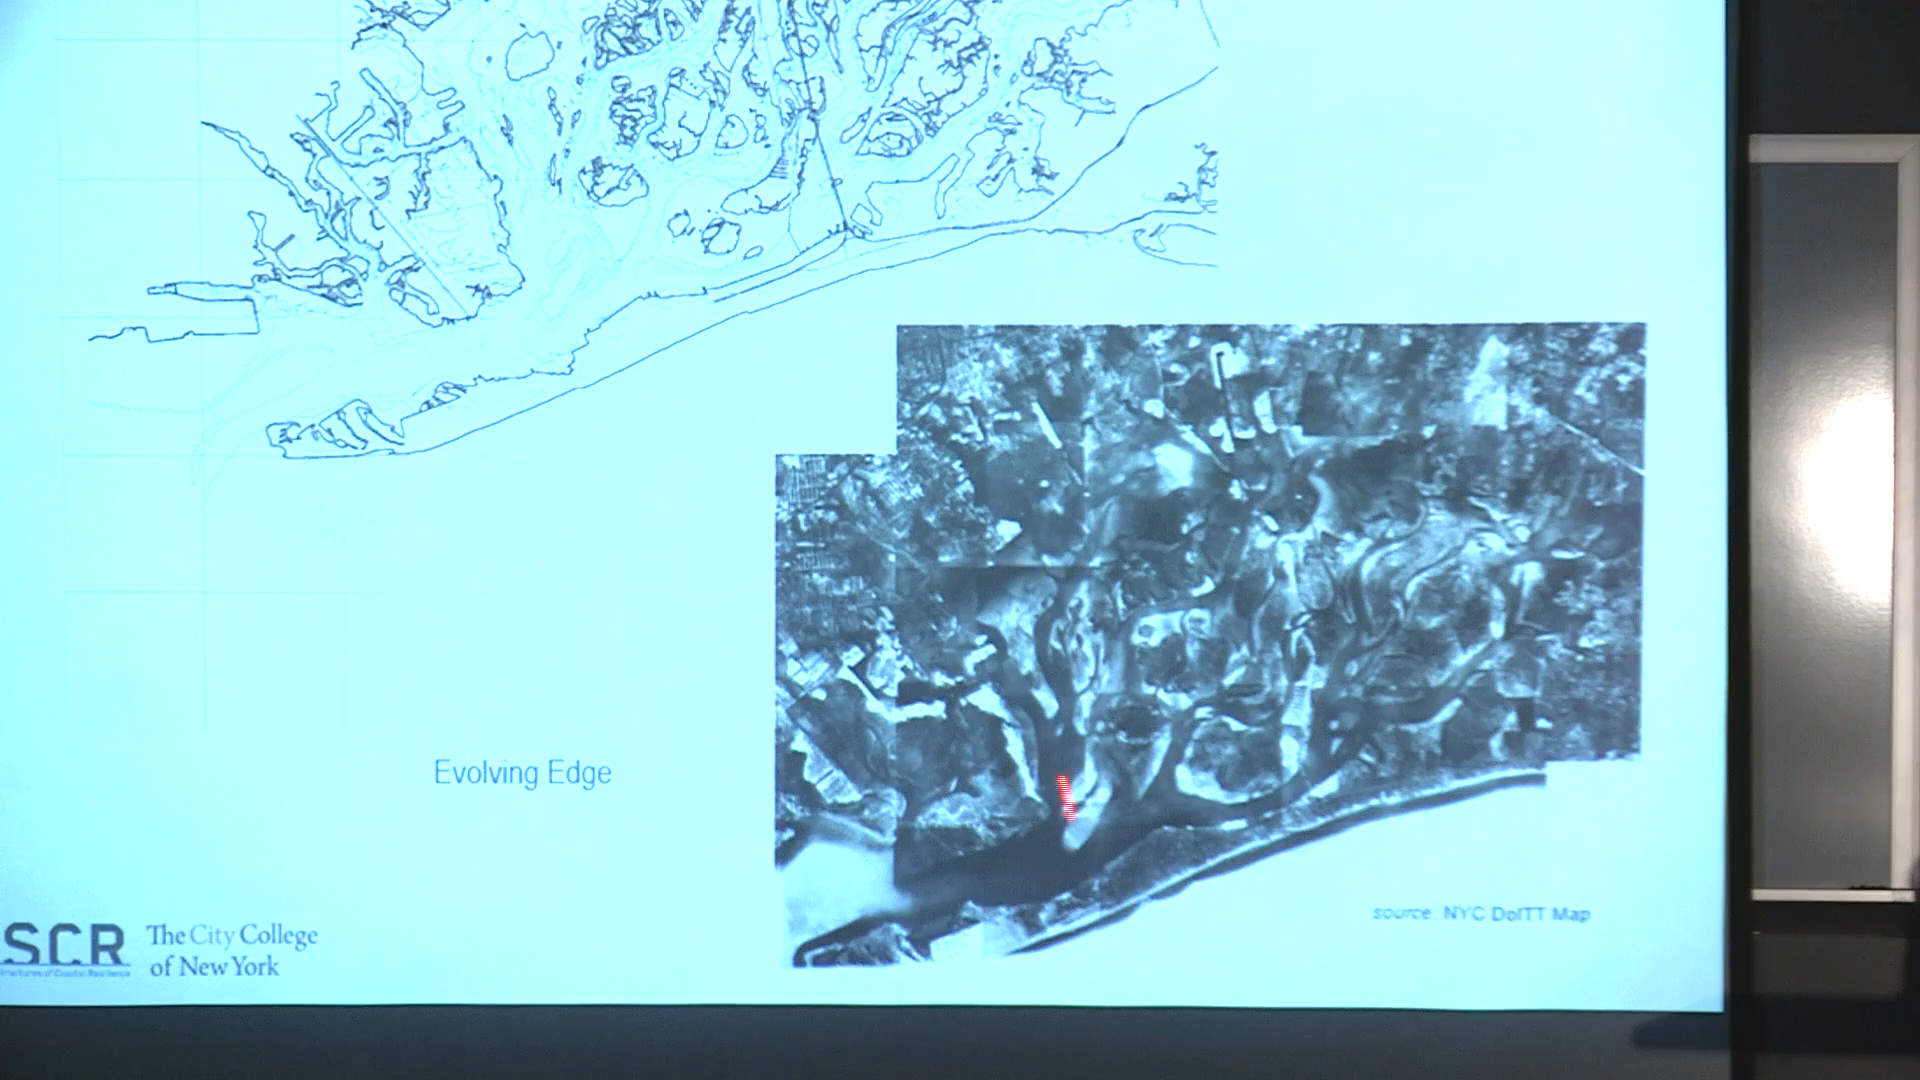 Evolving Edge
source: NYC DoITT Map
SCR
The City College
of New York